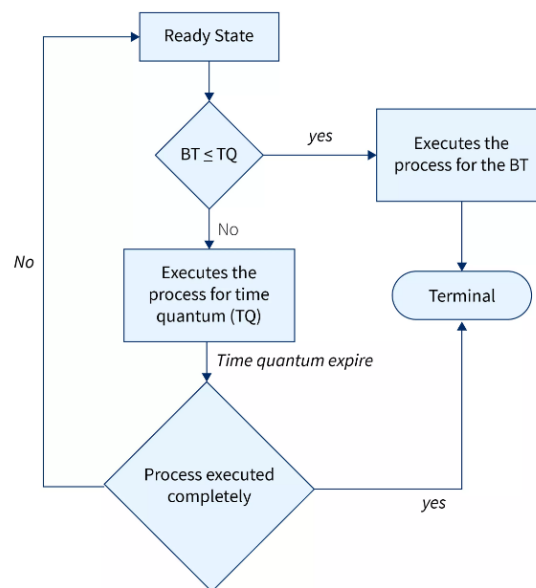 Ready State
BT ≤ TQ
yes
Executes the
process for the BT
No
No
Executes the
process for time
quantum (TQ)
Terminal
Time quantum expire
Process executed
completely
yes